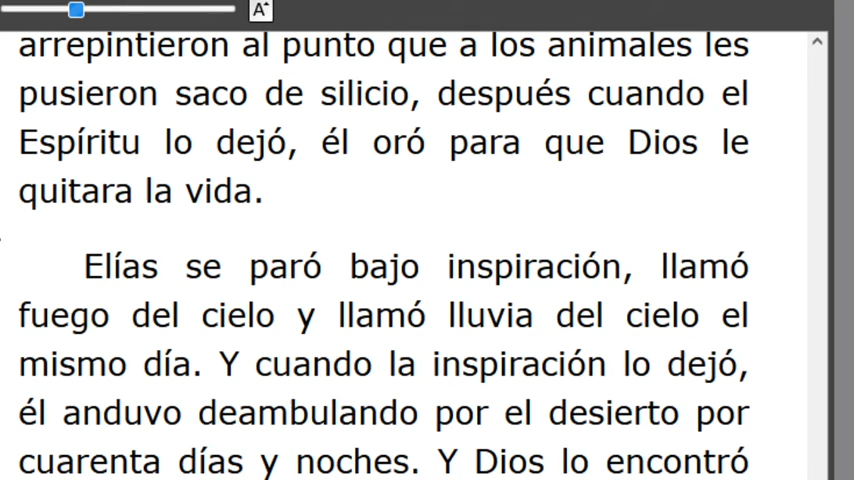 A
arrepintieron al punto que a los animales les
pusieron saco de silicio, después cuando el
Espíritu lo dejó, él oró para que Dios le
quitara la vida.
Elías se paró bajo inspiración, llamó
fuego del cielo y llamó lluvia del cielo el
mismo día. Y cuando la inspiración lo dejó,
él anduvo deambulando por el desierto por
cuarenta días y noches. Y Dios lo encontró